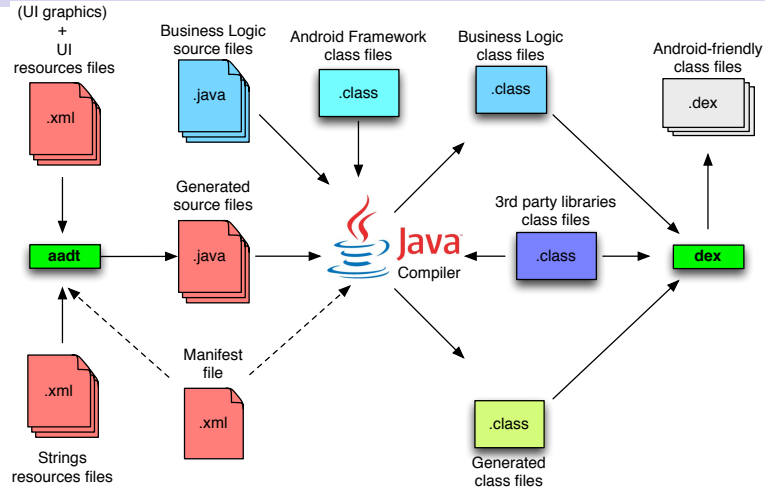 (UI graphics)
+
UI
resources files
.xml
Business Logic
source files
.java
Android Framework
class files
.class
Business Logic
class files
.class
Android-friendly
class files
.dex
Generated
source files
.java
aadt
Java
Compiler
3rd party libraries
class files
.class
dex
.xml
Strings
resources files
Manifest
file
.xml
.class
Generated
class files